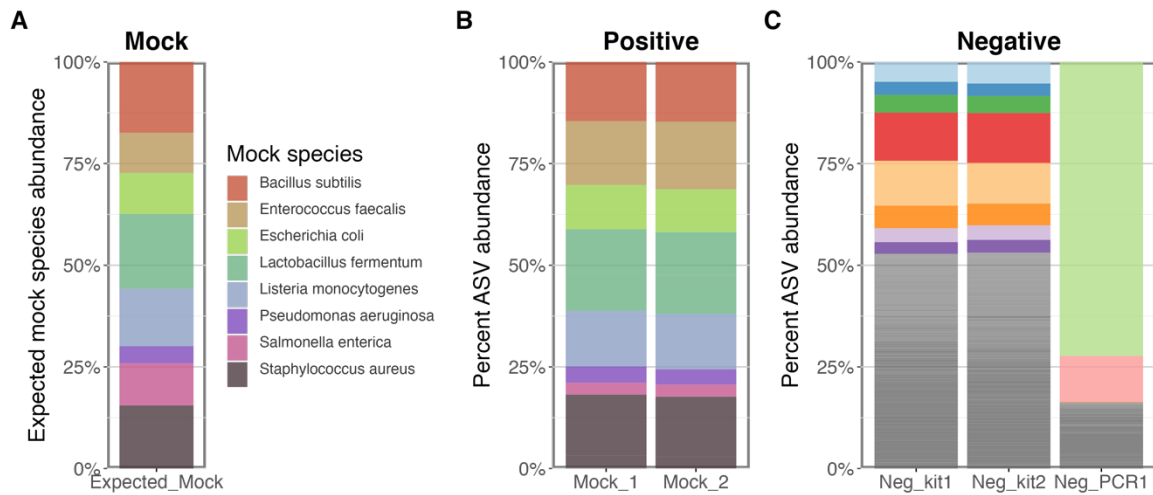 A
Mock
Expected mock species abundance
100%
75%
50%
25%
0%
Expected_Mock
Mock species
Bacillus subtilis
Enterococcus faecalis
Escherichia coli
Lactobacillus fermentum
Listeria monocytogenes
Pseudomonas aeruginosa
Salmonella enterica
Staphylococcus aureus
B
Positive
Percent ASV abundance
100%
75%
50%
25%
0%
Mock_1
Mock_2
C
Negative
Percent ASV abundance
100%
75%
50%
25%
0%
Neg_kit1
Neg_kit2
Neg_PCR1